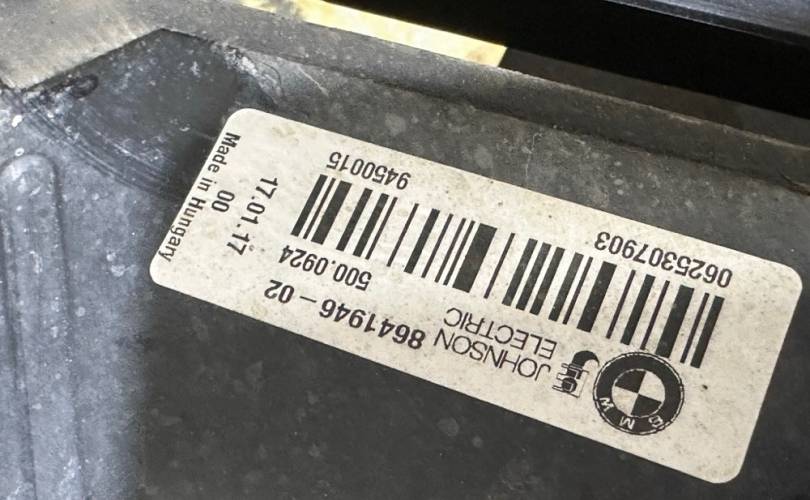 BMW
JOHNSON
ELECTRIC
8641946-02
500.0924
0625307903
9450015
17.01.17
00
Made in Hungary